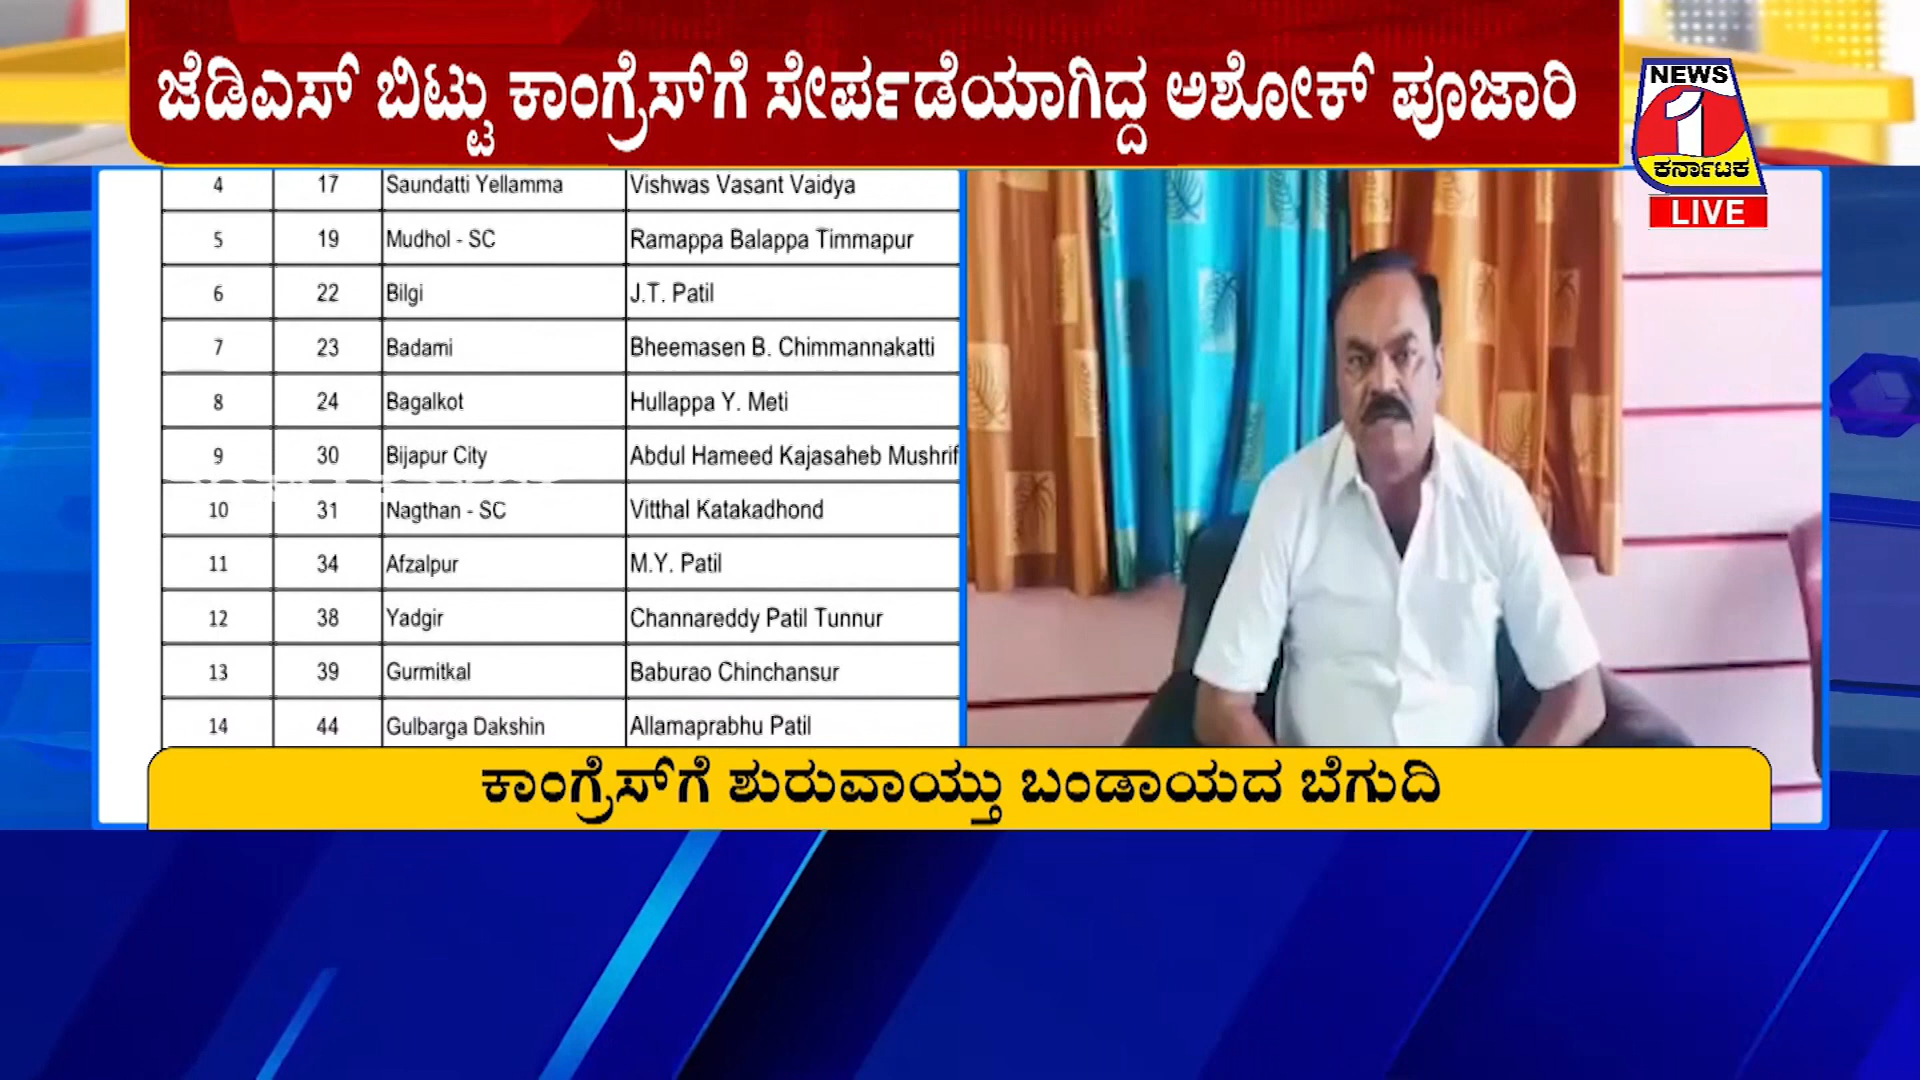 ಜೆಡಿಎಸ್ ಬಿಟ್ಟು ಕಾಂಗ್ರೆಸ್‌ಗೆ ಸೇರ್ಪಡೆಯಾಗಿದ್ದ ಅಶೋಕ್ ಪೂಜಾರಿ
NEWS
1
ಕರ್ನಾಟಕ
LIVE
4 17 Saundatti Yellamma Vishwas Vasant Vaidya
5 19 Mudhol - SC Ramappa Balappa Timmapur
6 22 Bilgi J.T. Patil
7 23 Badami Bheemasen B. Chimmannakatti
8 24 Bagalkot Hullappa Y. Meti
9 30 Bijapur City Abdul Hameed Kajasaheb Mushrif
10 31 Nagthan - SC Vitthal Katakadhond
11 34 Afzalpur M.Y. Patil
12 38 Yadgir Channareddy Patil Tunnur
13 39 Gurmitkal Baburao Chinchansur
14 44 Gulbarga Dakshin Allamaprabhu Patil
ಕಾಂಗ್ರೆಸ್‌ಗೆ ಶುರುವಾಯ್ತು ಬಂಡಾಯದ ಬೆಗುದಿ